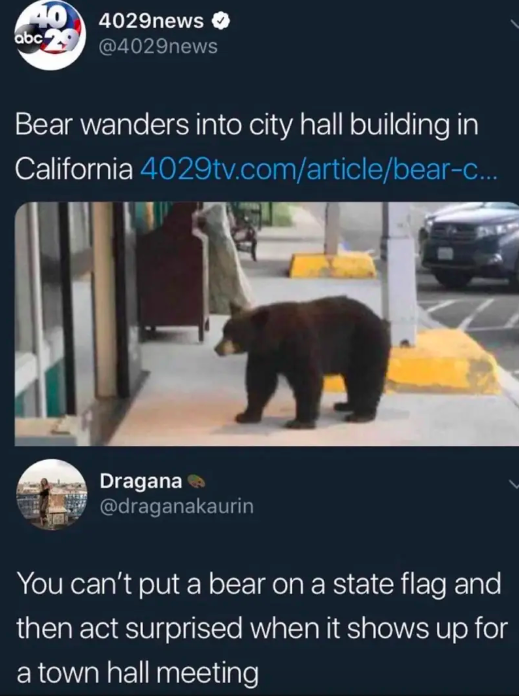 40
abc 29
4029news
@4029news
Bear wanders into city hall building in
California 4029tv.com/article/bear-c...
Dragana
@draganakaurin
You can't put a bear on a state flag and
then act surprised when it shows up for
a town hall meeting